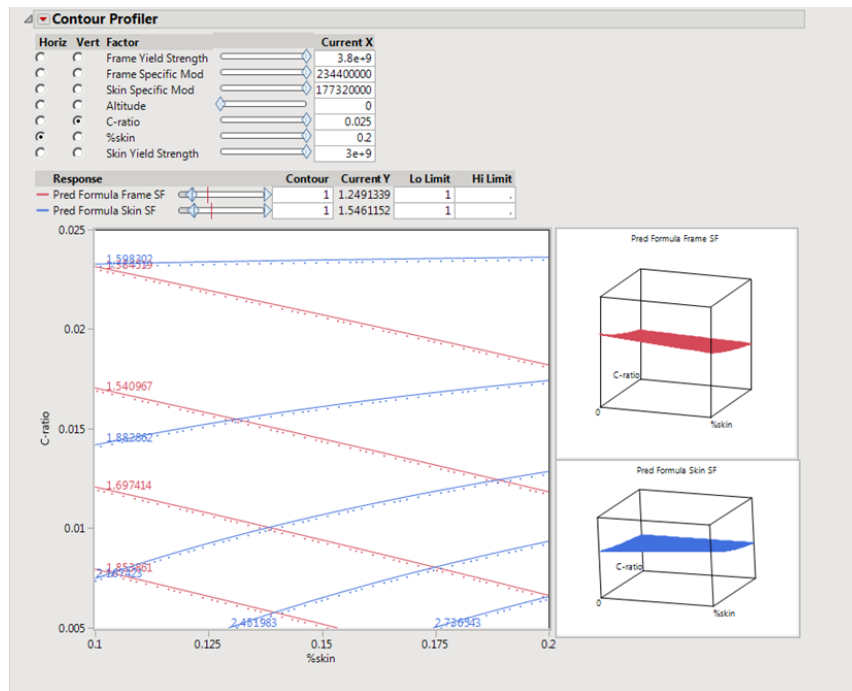 Contour Profiler
Horiz Vert Factor Current X
Frame Yield Strength 3.8e+9
Frame Specific Mod 234400000
Skin Specific Mod 177320000
Altitude 0
C-ratio 0.025
%skin 0.2
Skin Yield Strength 3e+9
Response Contour Current Y Lo Limit Hi Limit
Pred Formula Frame SF 1 1.2491339 1 .
Pred Formula Skin SF 1 1.5461152 1 .
0.025
1.598302
1.384519
0.02
1.540967
0.015
1.882862
1.697414
0.01
1.853861
2.167423
2.451983 2.736543
0.005
0.1 0.125 0.15 0.175 0.2
%skin
C-ratio
Pred Formula Frame SF
C-ratio
0
%skin
Pred Formula Skin SF
C-ratio
0
%skin